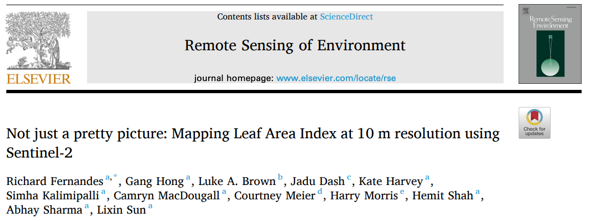 Contents lists available at ScienceDirect
Remote Sensing of Environment
journal homepage: www.elsevier.com/locate/rse
ELSEVIER
Remote Sensing
Environment
Check for
updates
Not just a pretty picture: Mapping Leaf Area Index at 10 m resolution using
Sentinel-2
Richard Fernandes a,*, Gang Hong a, Luke A. Brown b, Jadu Dash c, Kate Harvey a,
Simha Kalimipalli a, Camryn MacDougall a, Courtney Meier d, Harry Morris e, Hemit Shah a,
Abhay Sharma a, Lixin Sun a